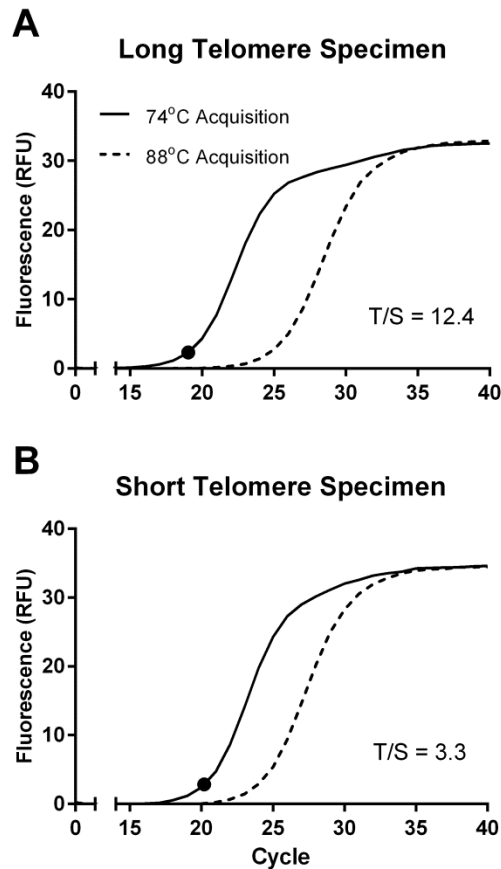 A
Long Telomere Specimen
40
30
20
10
0
Fluorescence (RFU)
74°C Acquisition
88°C Acquisition
T/S = 12.4
0 15 20 25 30 35 40
B
Short Telomere Specimen
40
30
20
10
0
Fluorescence (RFU)
T/S = 3.3
0 15 20 25 30 35 40
Cycle